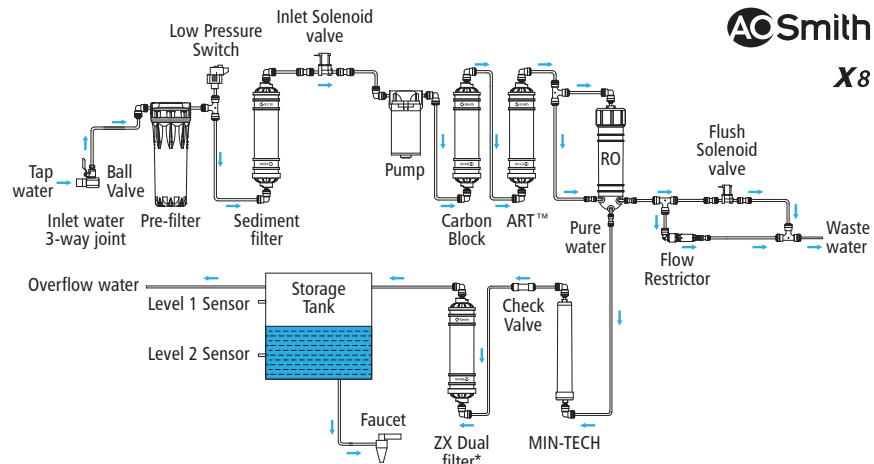 AO Smith
X8
Low Pressure
Switch
Inlet Solenoid
valve
Tap
water
Ball
Valve
Inlet water
3-way joint
Pre-filter
Sediment
filter
Pump
Carbon
Block
ART™
RO
Pure
water
Flush
Solenoid
valve
Flow
Restrictor
Waste
water
Overflow water
Level 1 Sensor
Level 2 Sensor
Storage
Tank
Faucet
Check
Valve
ZX Dual
filter*
MIN-TECH